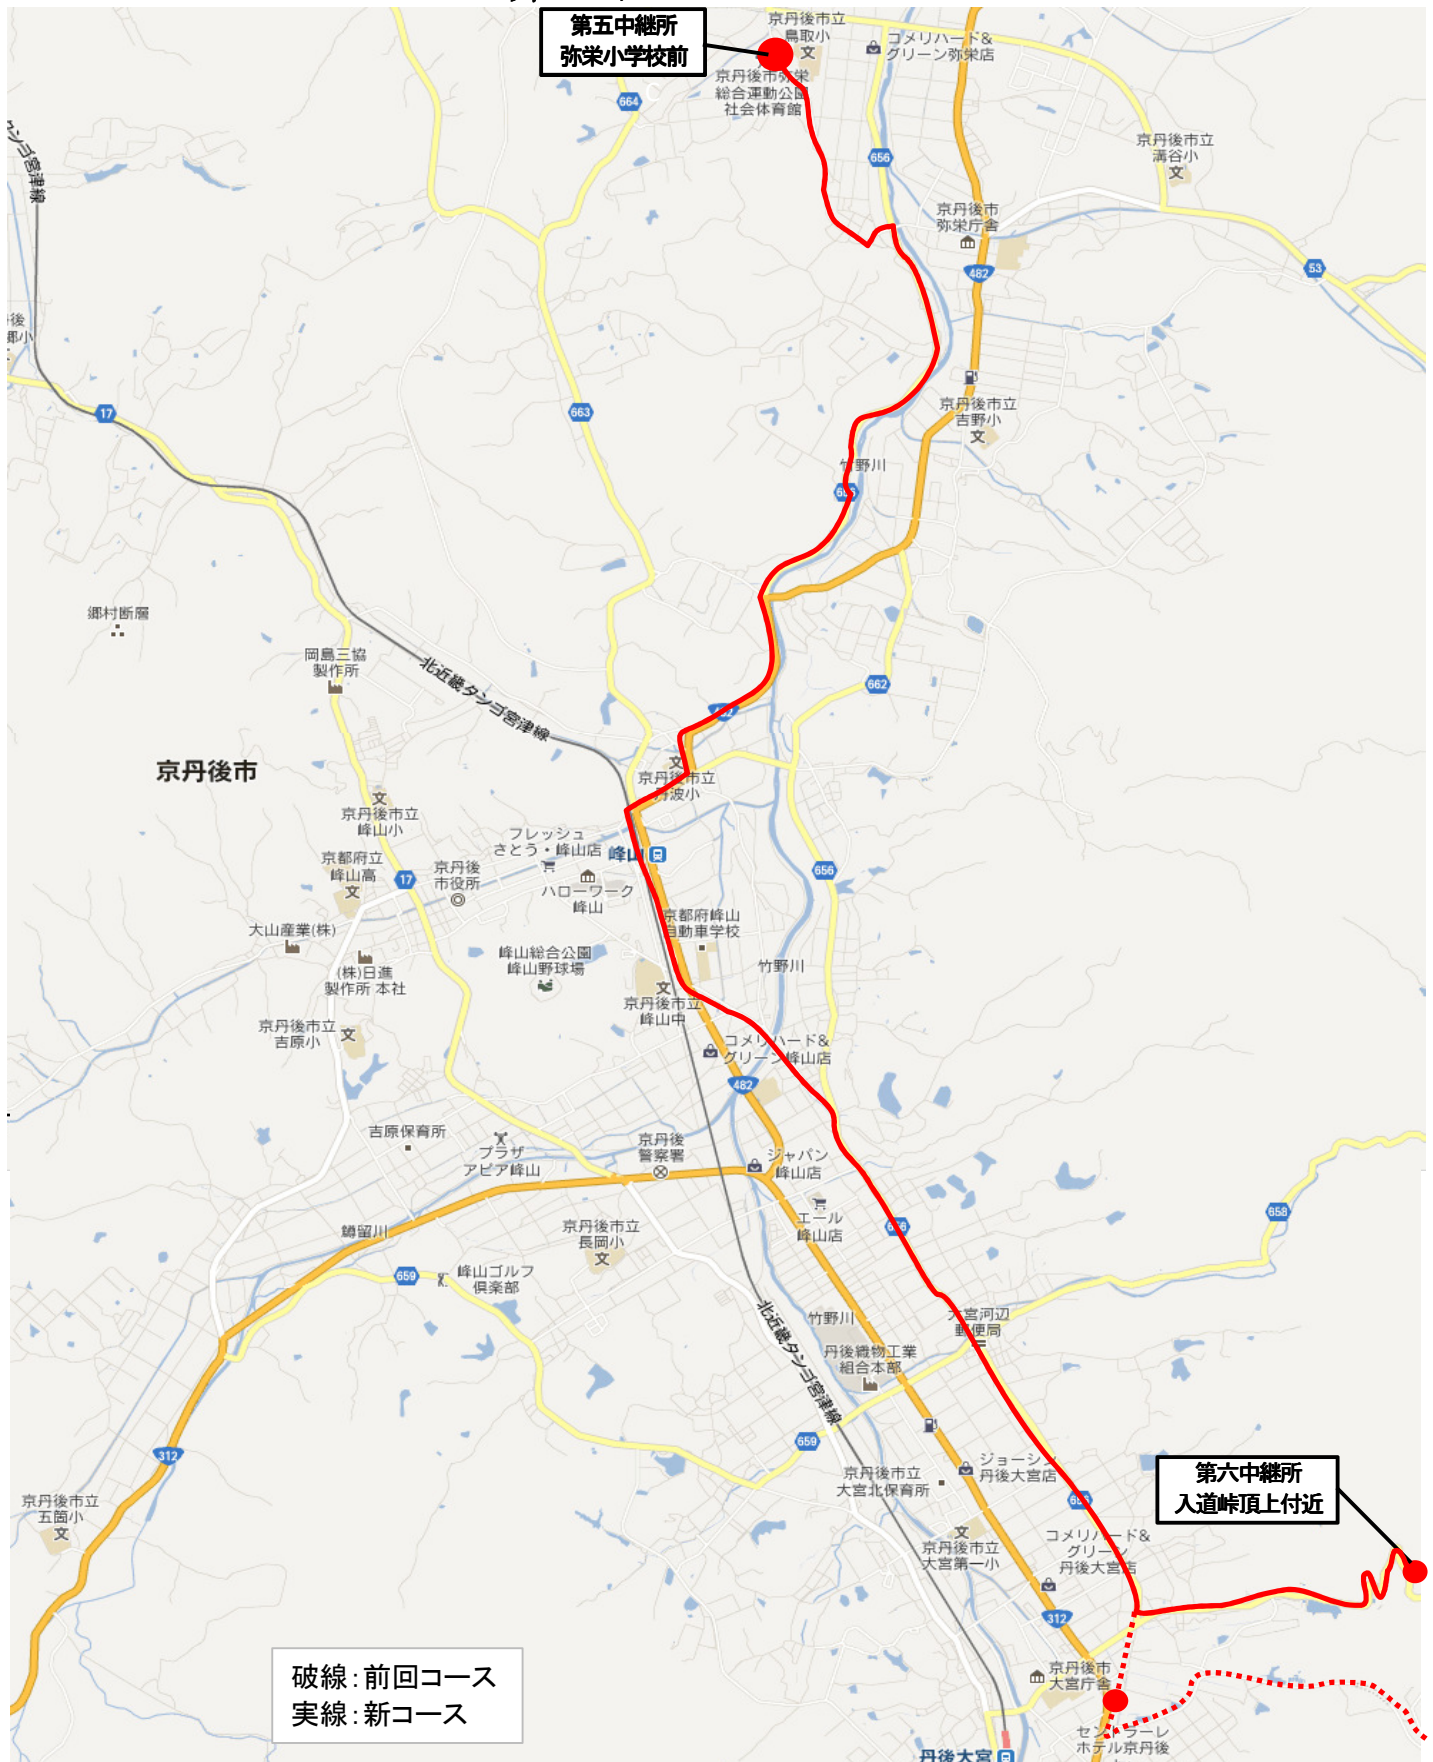 第五中継所
弥栄小学校前
京丹後市立
鳥取小
コメリハード&
グリーン弥栄店
京丹後市弥栄
総合運動公園
社会体育館
664
656
京丹後市立
溝谷小
京丹後市
弥栄庁舎
482
53
17
663
京丹後市立
吉野小
竹野川
郷村断層
岡島三協
製作所
北近畿タンゴ宮津線
662
京丹後市
京丹後市立
丹波小
京丹後市立
峰山小
フレッシュ
さとう・峰山店
峰山
京都府立
峰山高
17
京丹後
市役所
ハローワーク
峰山
656
大山産業(株)
京都府峰山
自動車学校
(株)日進
製作所 本社
峰山総合公園
峰山野球場
竹野川
京丹後市立
峰山中
京丹後市立
吉原小
コメリハード&
グリーン峰山店
482
吉原保育所
プラザ
アピア峰山
京丹後
警察署
ジャパン
峰山店
エール
峰山店
656
658
鱒留川
京丹後市立
長岡小
659
峰山ゴルフ
倶楽部
竹野川
大宮河辺
郵便局
北近畿タンゴ宮津線
丹後織物工業
組合本部
659
312
ジョーシン
丹後大宮店
京丹後市立
大宮北保育所
第六中継所
入道峠頂上付近
656
京丹後市立
五箇小
京丹後市立
大宮第一小
コメリハード&
グリーン
丹後大宮店
312
京丹後市
大宮庁舎
破線:前回コース
実線:新コース
セントラーレ
ホテル京丹後
丹後大宮